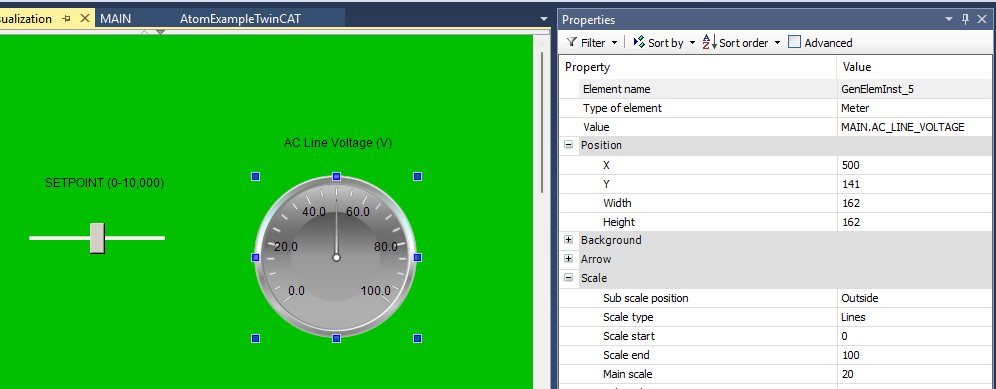 ualization
MAIN
AtomExampleTwinCAT
AC Line Voltage (V)
SETPOINT (0-10,000)
40.0 60.0
20.0 80.0
0.0 100.0
Properties
Filter Sort by Sort order Advanced
Property Value
Element name GenElemInst_5
Type of element Meter
Value MAIN.AC_LINE_VOLTAGE
Position
X 500
Y 141
Width 162
Height 162
Background
Arrow
Scale
Sub scale position Outside
Scale type Lines
Scale start 0
Scale end 100
Main scale 20